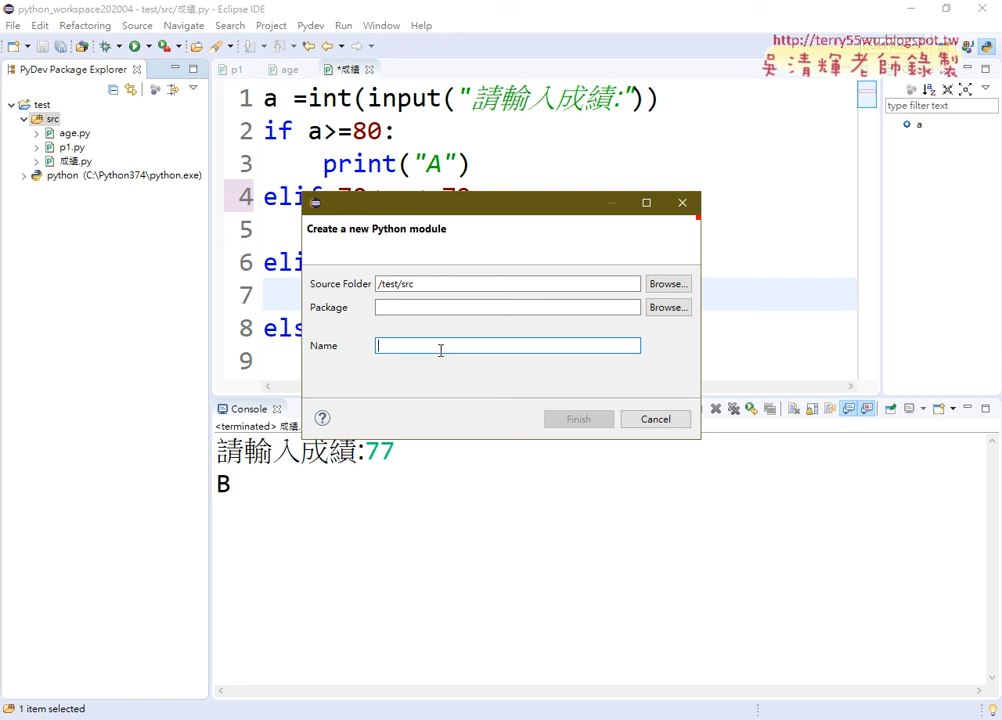 python_workspace202004 - test/src/成績.py - Eclipse IDE
File Edit Refactoring Source Navigate Search Project Pydev Run Window Help
http://terry55wu.blogspot.tw
吳清輝老師錄製
PyDev Package Explorer
p1
age
*成績
type filter text
a
test
src
age.py
p1.py
成績.py
python (C:\Python374\python.exe)
1 a =int(input("請輸入成績:"))
2 if a>=80:
3 print("A")
4
5
6
7
8
9
Create a new Python module
Source Folder /test/src Browse...
Package Browse...
Name
? Finish Cancel
Console
<terminated> 成績.
請輸入成績:77
B
1 item selected